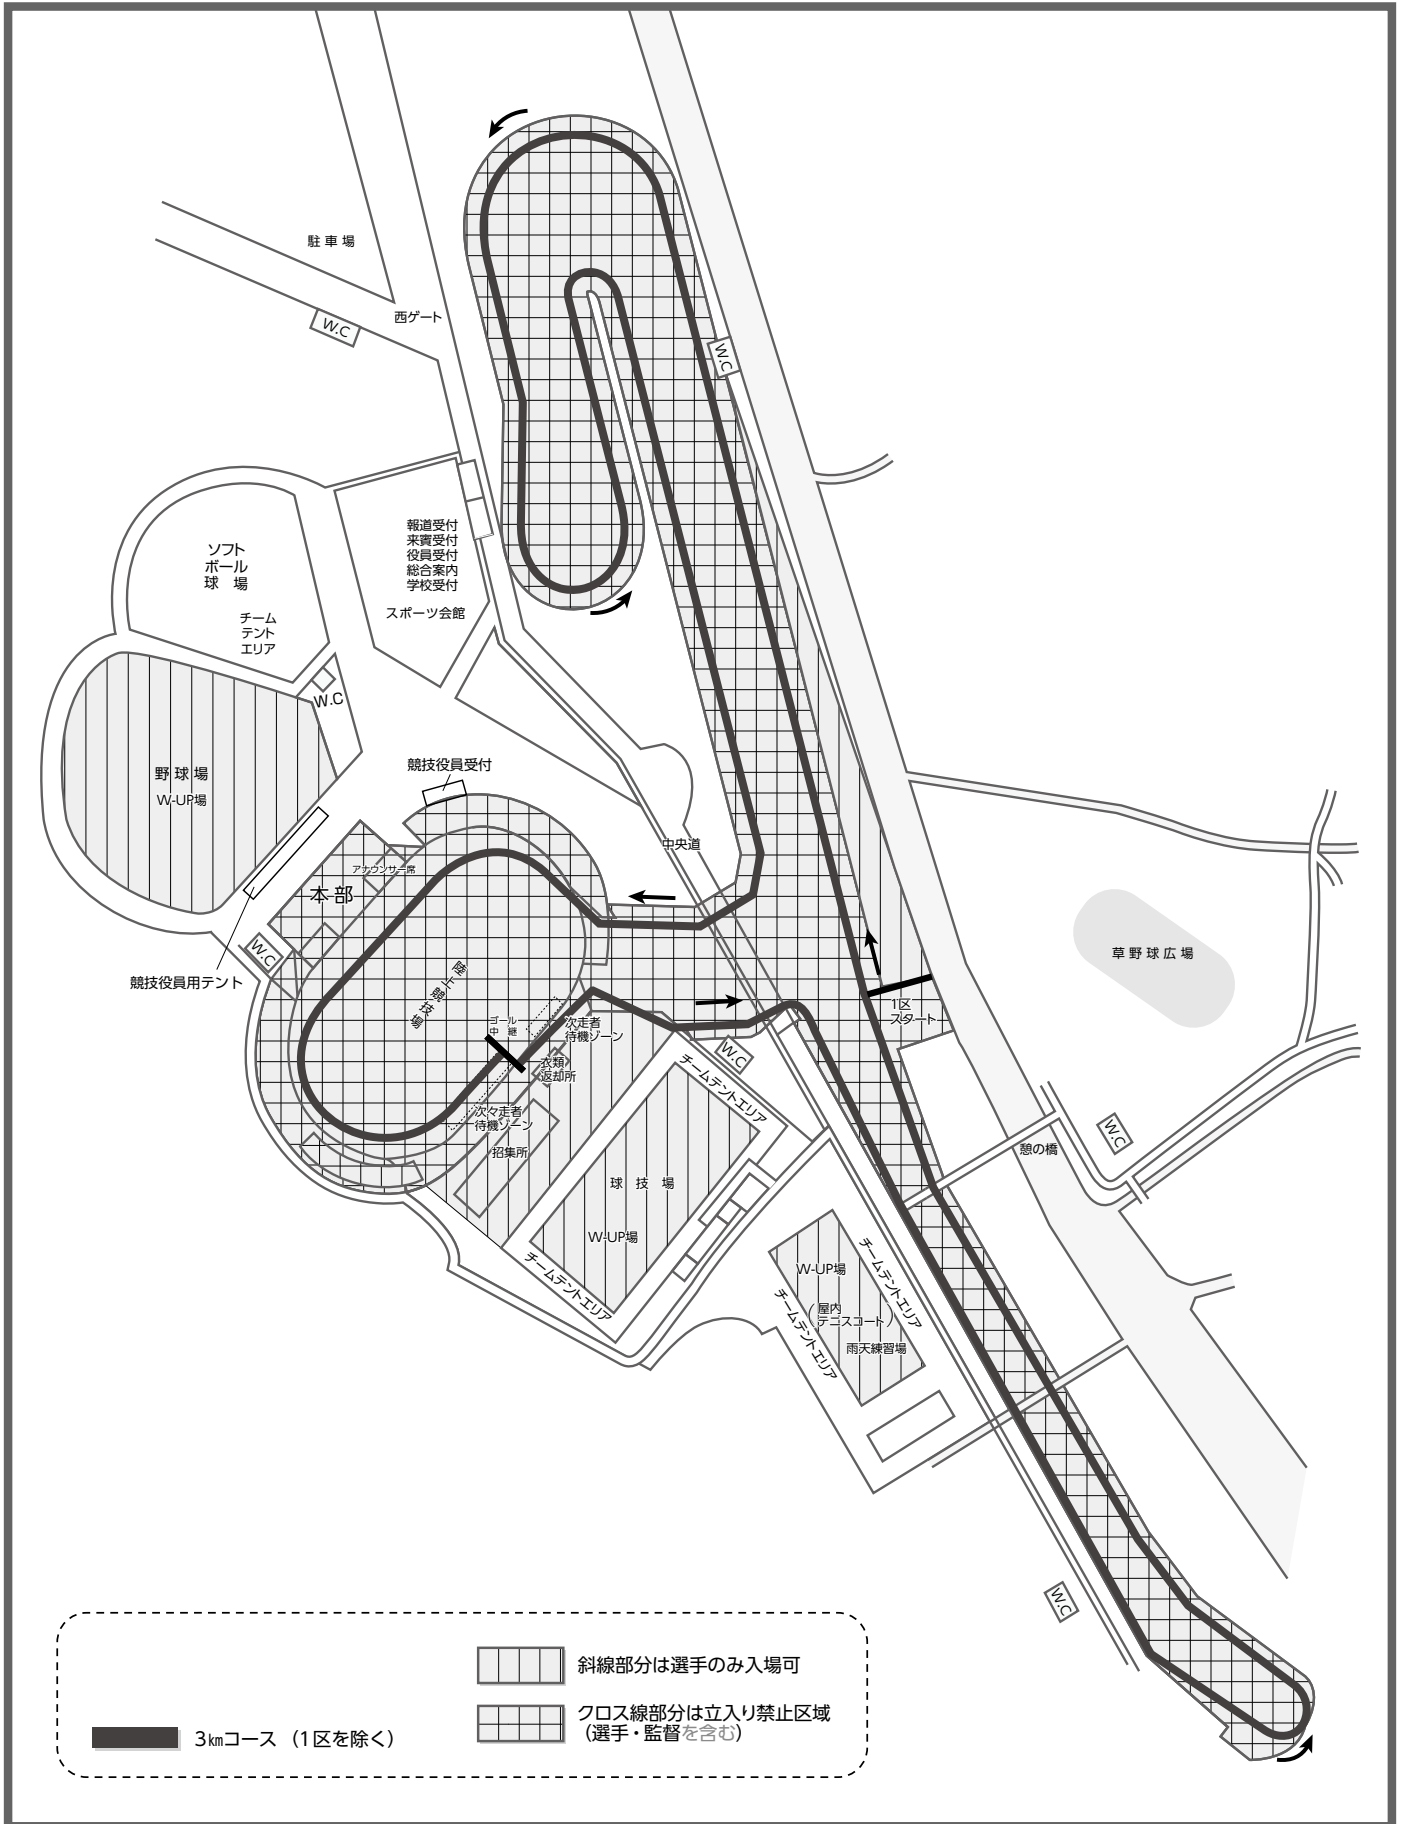 駐車場
W.C
西ゲート
W.C
報道受付
来賓受付
役員受付
総合案内
学校受付
スポーツ会館
ソフト
ボール
球　場
チーム
テント
エリア
W.C
野球場
W-UP場
競技役員受付
中央道
アナウンサー席
本部
W.C
競技役員用テント
陸上競技場
ゴール
中　継
次走者
待機ゾーン
衣類
返却所
次々走者
待機ゾーン
招集所
1区
スタート
草野球広場
W.C
チームテントエリア
球　技　場
W-UP場
チームテントエリア
憩の橋
W.C
W-UP場
（屋内
テニスコート）
雨天練習場
チームテントエリア
チームテントエリア
W.C
斜線部分は選手のみ入場可
クロス線部分は立入り禁止区域
（選手・監督を含む）
3㎞コース（1区を除く）